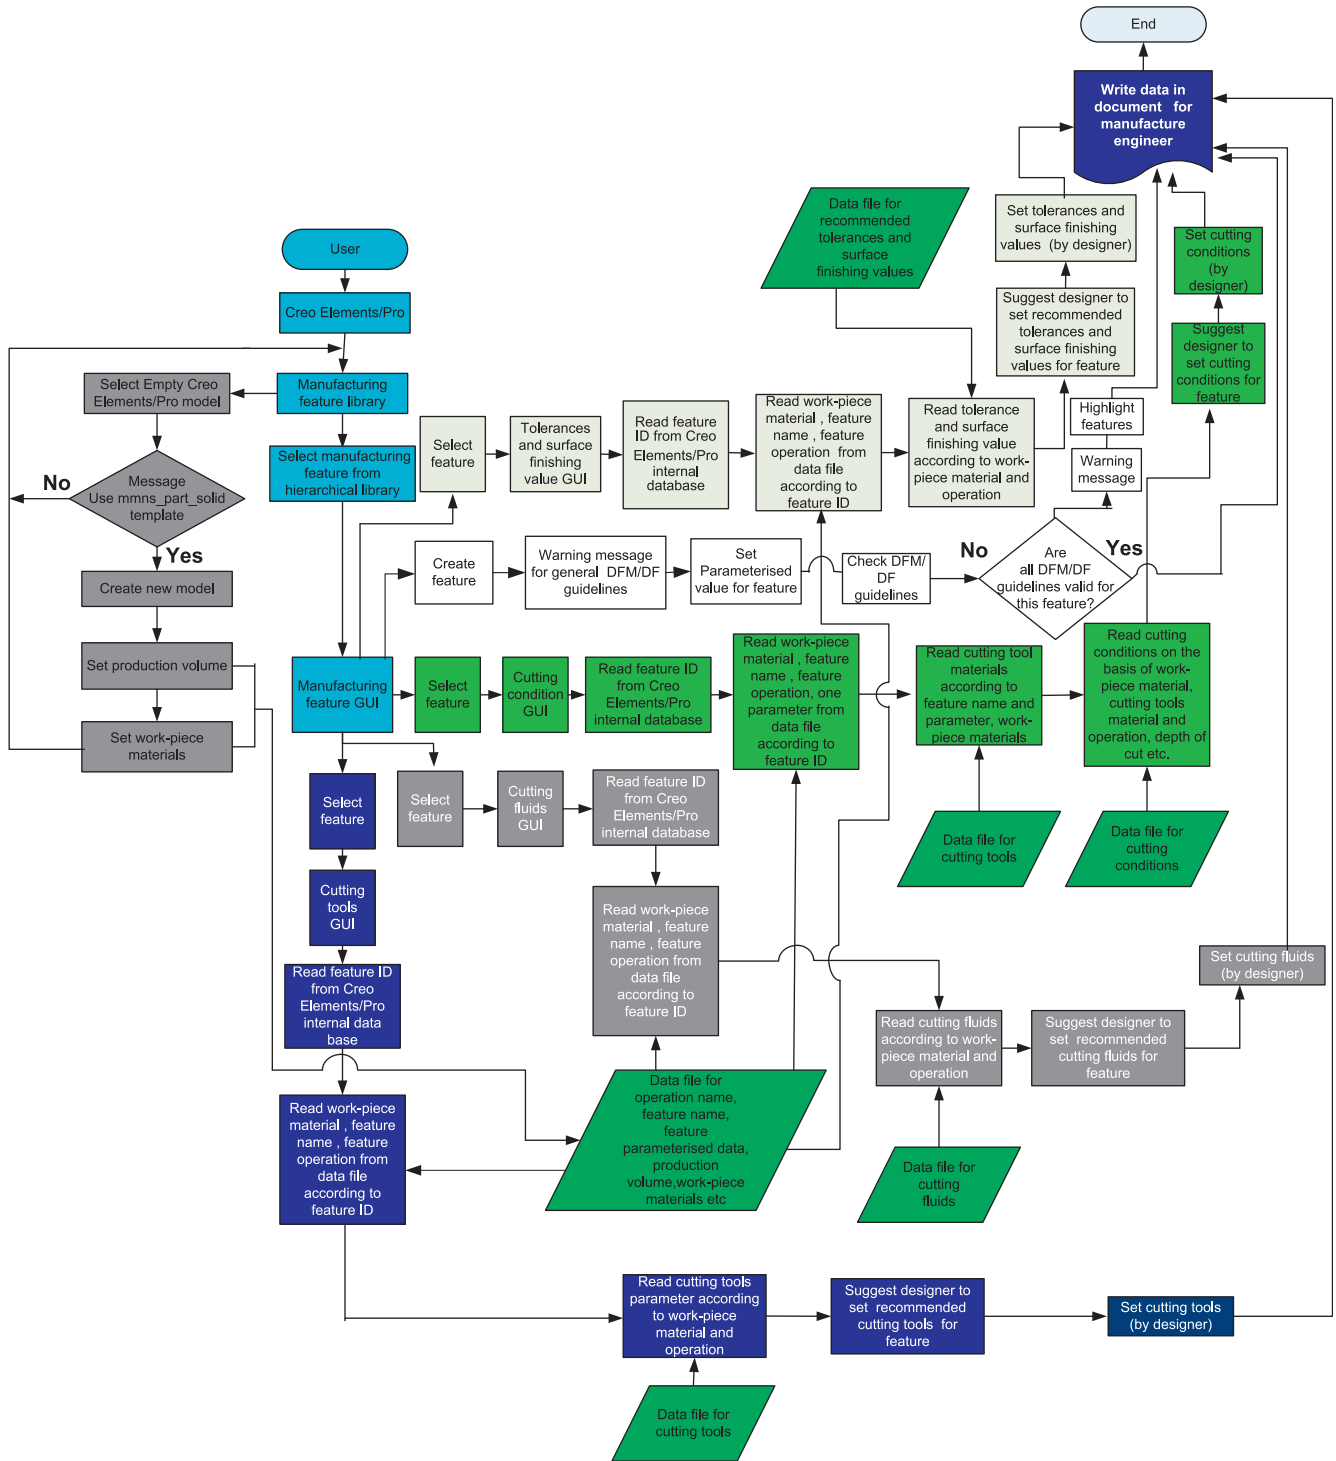 End
Write data in
document for
manufacture
engineer
Data file for
recommended
tolerances and
surface
finishing values
Set tolerances and
surface finishing
values (by designer)
Set cutting
conditions
(by
designer)
User
Creo Elements/Pro
Suggest designer to
set recommended
tolerances and
surface finishing
values for feature
Suggest
designer to
set cutting
conditions for
feature
Select Empty Creo
Elements/Pro model
Manufacturing
feature library
Select manufacturing
feature from
hierarchical library
Select
feature
Tolerances and
surface
finishing
value GUI
Read feature
ID from Creo
Elements/Pro
internal
database
Read work-piece
material , feature
name , feature
operation from
data file
according to
feature ID
Read tolerance
and surface
finishing value
according to work-
piece material and
operation
Highlight
features
Warning
message
No
Message
Use mmns_part_solid
template
Yes
Create
feature
Warning message
for general DFM/DF
guidelines
Set
Parameterised
value for feature
Check DFM/
DF
guidelines
No
Are
all DFM/DF
guidelines valid for
this feature?
Yes
Create new model
Set production volume
Set work-piece
materials
Manufacturing
feature GUI
Select
feature
Cutting
condition
GUI
Read feature ID
from Creo
Elements/Pro
internal database
Read work-piece
material , feature
name , feature
operation, one
parameter from
data file
according to
feature ID
Read cutting tool
materials
according to
feature name and
parameter, work-
piece materials
Read cutting
conditions on the
basis of work-
piece material,
cutting tools
material and
operation, depth of
cut etc.
Select
feature
Select
feature
Cutting
fluids
GUI
Read feature ID
from Creo
Elements/Pro
internal database
Data file for
cutting tools
Data file for
cutting
conditions
Cutting
tools
GUI
Read work-piece
material , feature
name , feature
operation from
data file
according to
feature ID
Read feature ID
from Creo
Elements/Pro
internal data
base
Set cutting fluids
(by designer)
Read cutting fluids
according to work-
piece material and
operation
Suggest designer to
set recommended
cutting fluids for
feature
Read work-piece
material , feature
name , feature
operation from
data file
according to
feature ID
Data file for
operation name,
feature name,
feature
parameterised data,
production
volume,work-piece
materials etc
Data file for
cutting
fluids
Read cutting tools
parameter according
to work-piece
material and
operation
Suggest designer to
set recommended
cutting tools for
feature
Set cutting tools
(by designer)
Data file for
cutting tools